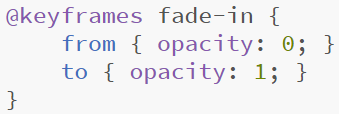 @keyframes fade-in {
    from { opacity: 0; }
    to { opacity: 1; }
}